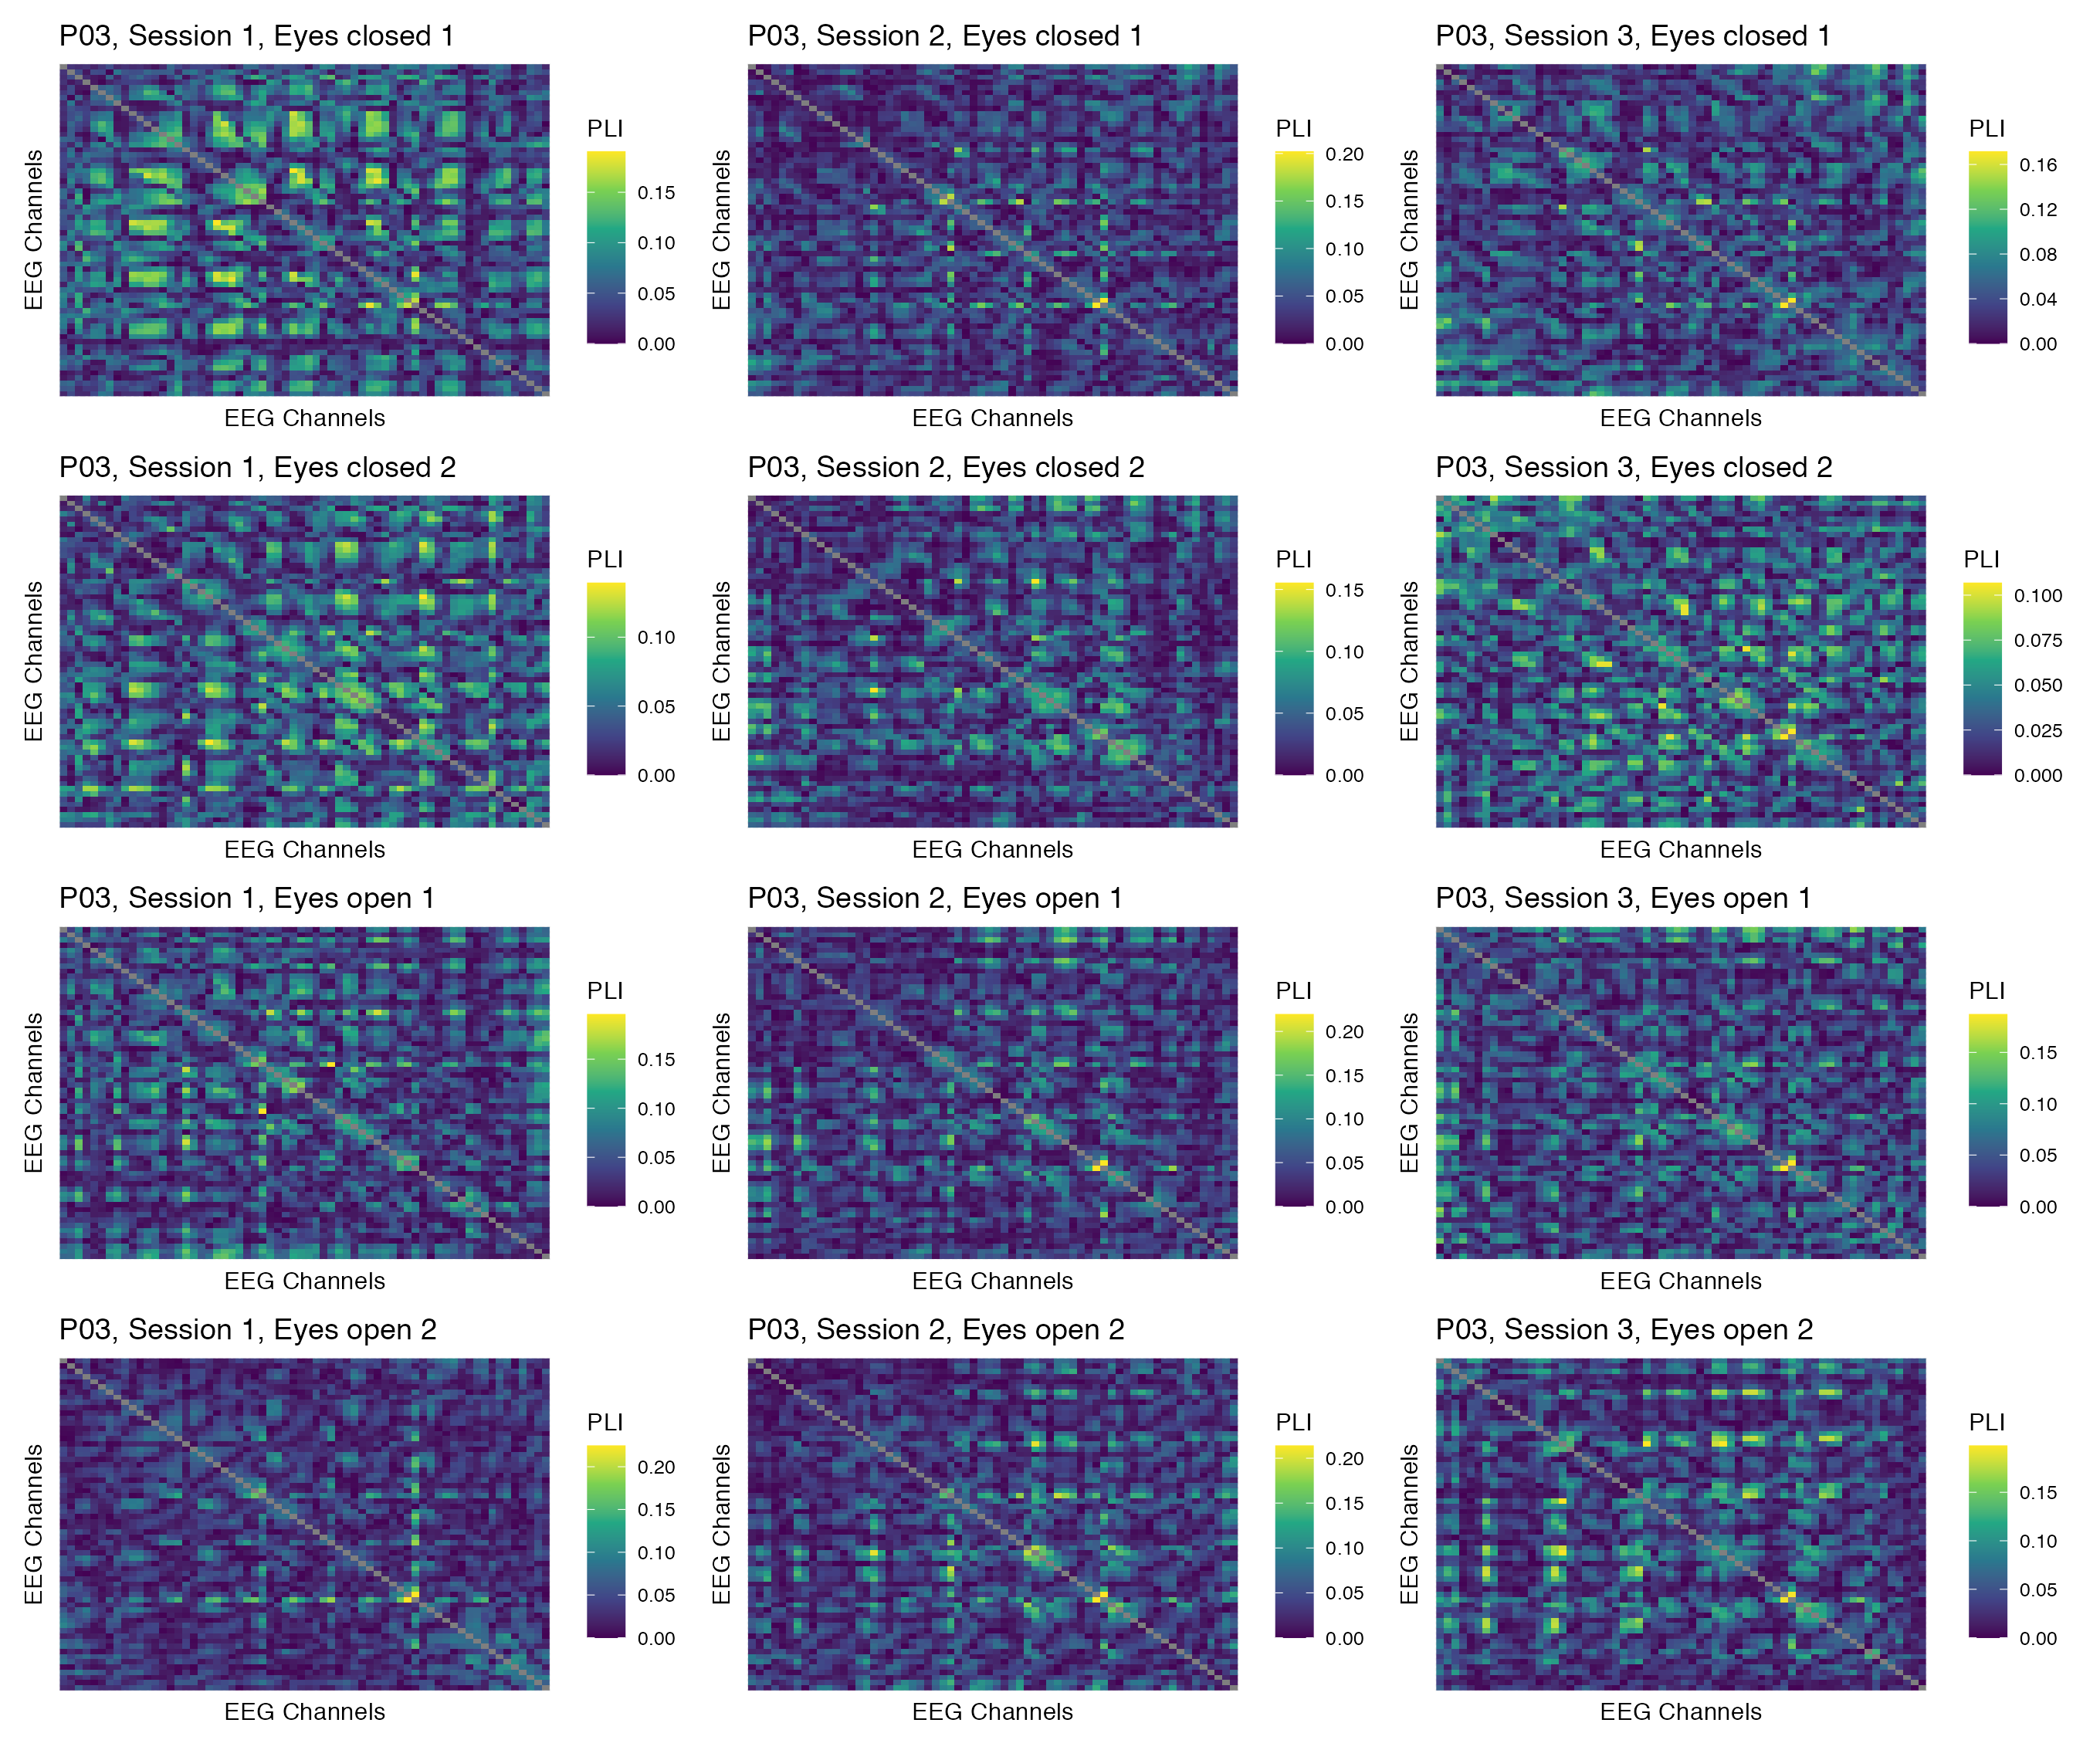 P03, Session 1, Eyes closed 1
EEG Channels
EEG Channels
PLI
0.15
0.10
0.05
0.00
P03, Session 2, Eyes closed 1
EEG Channels
EEG Channels
PLI
0.20
0.15
0.10
0.05
0.00
P03, Session 3, Eyes closed 1
EEG Channels
EEG Channels
PLI
0.16
0.12
0.08
0.04
0.00
P03, Session 1, Eyes closed 2
EEG Channels
EEG Channels
PLI
0.10
0.05
0.00
P03, Session 2, Eyes closed 2
EEG Channels
EEG Channels
PLI
0.15
0.10
0.05
0.00
P03, Session 3, Eyes closed 2
EEG Channels
EEG Channels
PLI
0.100
0.075
0.050
0.025
0.000
P03, Session 1, Eyes open 1
EEG Channels
EEG Channels
PLI
0.15
0.10
0.05
0.00
P03, Session 2, Eyes open 1
EEG Channels
EEG Channels
PLI
0.20
0.15
0.10
0.05
0.00
P03, Session 3, Eyes open 1
EEG Channels
EEG Channels
PLI
0.15
0.10
0.05
0.00
P03, Session 1, Eyes open 2
EEG Channels
EEG Channels
PLI
0.20
0.15
0.10
0.05
0.00
P03, Session 2, Eyes open 2
EEG Channels
EEG Channels
PLI
0.20
0.15
0.10
0.05
0.00
P03, Session 3, Eyes open 2
EEG Channels
EEG Channels
PLI
0.15
0.10
0.05
0.00